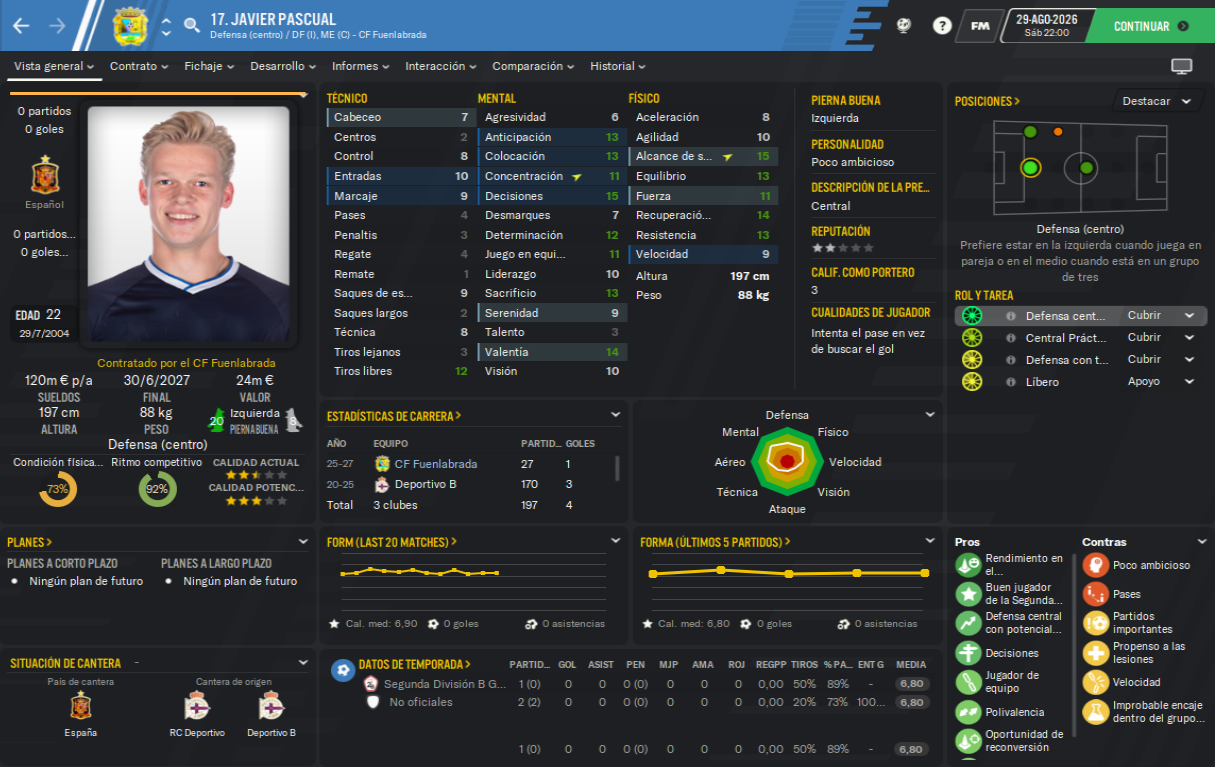 17. JAVIER PASCUAL
Defensa (centro) / DF (I), ME (C) - CF Fuenlabrada
?
FM
29-AGO-2026
Sáb 22:00
CONTINUAR
Vista general
Contrato
Fichaje
Desarrollo
Informes
Interacción
Comparación
Historial
0 partidos
0 goles
Español
0 partidos...
0 goles...
EDAD 22
29/7/2004
Contratado por el CF Fuenlabrada
120m € p/a 30/6/2027 24m €
SUELDOS FINAL VALOR
197 cm 88 kg 20 Izquierda 8
ALTURA PESO PIERNA BUENA
Defensa (centro)
Condición física... Ritmo competitivo CALIDAD ACTUAL
73% 92%
CALIDAD POTENC...
TÉCNICO
Cabeceo 7
Centros 2
Control 8
Entradas 10
Marcaje 9
Pases 4
Penaltis 3
Regate 4
Remate 1
Saques de es... 9
Saques largos 2
Técnica 8
Tiros lejanos 3
Tiros libres 12
MENTAL
Agresividad 6
Anticipación 13
Colocación 13
Concentración 11
Decisiones 15
Desmarques 7
Determinación 12
Juego en equi... 11
Liderazgo 10
Sacrificio 13
Serenidad 9
Talento 3
Valentía 14
Visión 10
FÍSICO
Aceleración 8
Agilidad 10
Alcance de s... 15
Equilibrio 13
Fuerza 11
Recuperació... 14
Resistencia 13
Velocidad 9
Altura 197 cm
Peso 88 kg
PIERNA BUENA
Izquierda
PERSONALIDAD
Poco ambicioso
DESCRIPCIÓN DE LA PRE...
Central
REPUTACIÓN
CALIF. COMO PORTERO
3
CUALIDADES DE JUGADOR
Intenta el pase en vez
de buscar el gol
POSICIONES >
Destacar
Defensa (centro)
Prefiere estar en la izquierda cuando juega en
pareja o en el medio cuando está en un grupo
de tres
ROL Y TAREA
Defensa cent... Cubrir
Central Práct... Cubrir
Defensa con t... Cubrir
Líbero Apoyo
ESTADÍSTICAS DE CARRERA >
AÑO EQUIPO PARTID... GOLES
25-27 CF Fuenlabrada 27 1
20-25 Deportivo B 170 3
Total 3 clubes 197 4
Defensa
Mental Físico
Aéreo Velocidad
Técnica Visión
Ataque
PLANES >
PLANES A CORTO PLAZO PLANES A LARGO PLAZO
Ningún plan de futuro Ningún plan de futuro
FORM (LAST 20 MATCHES) >
Cal. med: 6,90 0 goles 0 asistencias
FORMA (ÚLTIMOS 5 PARTIDOS) >
Cal. med: 6,80 0 goles 0 asistencias
SITUACIÓN DE CANTERA -
País de cantera Cantera de origen
España RC Deportivo Deportivo B
DATOS DE TEMPORADA > PARTID... GOL ASIST PEN MJP AMA ROJ REGPP TIROS % PA... ENT G MEDIA
Segunda División B G... 1 (0) 0 0 0 (0) 0 0 0 0,00 50% 89% - 6,80
No oficiales 2 (2) 0 0 0 (0) 0 0 0 0,00 20% 73% 100... 6,80
1 (0) 0 0 0 (0) 0 0 0 0,00 50% 89% - 6,80
Pros
Rendimiento en
el...
Buen jugador
de la Segunda...
Defensa central
con potencial...
Decisiones
Jugador de
equipo
Polivalencia
Oportunidad de
reconversión
Contras
Poco ambicioso
Pases
Partidos
importantes
Propenso a las
lesiones
Velocidad
Improbable encaje
dentro del grupo...